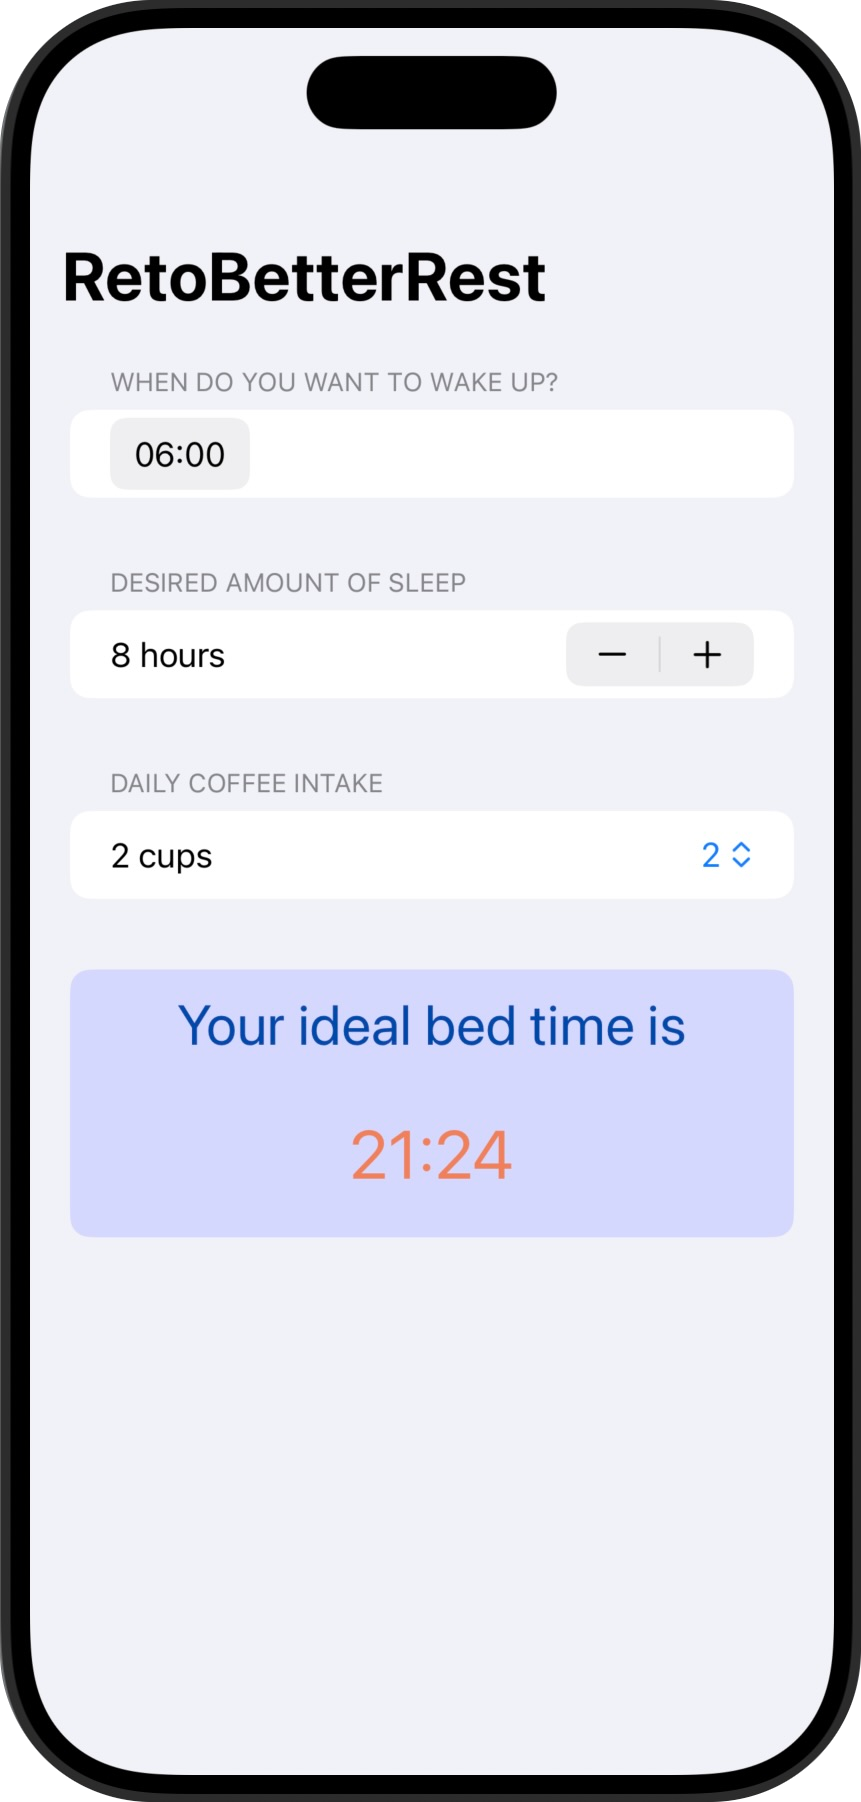 RetoBetterRest
WHEN DO YOU WANT TO WAKE UP?
06:00
DESIRED AMOUNT OF SLEEP
8 hours
DAILY COFFEE INTAKE
2 cups 2
Your ideal bed time is
21:24